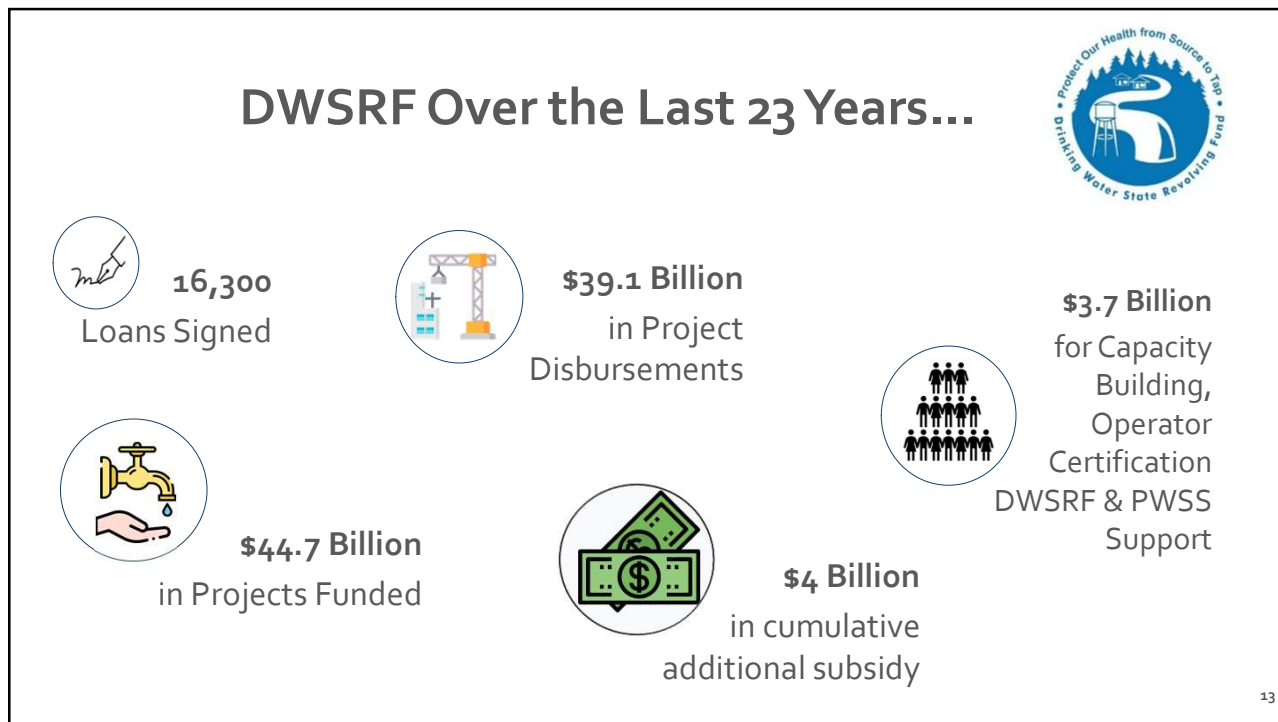 DWSRF Over the Last 23 Years...
• Protect Our Health from Source to Tap •
Drinking Water State Revolving Fund
16,300
Loans Signed
$39.1 Billion
in Project
Disbursements
$3.7 Billion
for Capacity
Building,
Operator
Certification
DWSRF & PWSS
Support
$44.7 Billion
in Projects Funded
$4 Billion
in cumulative
additional subsidy
13